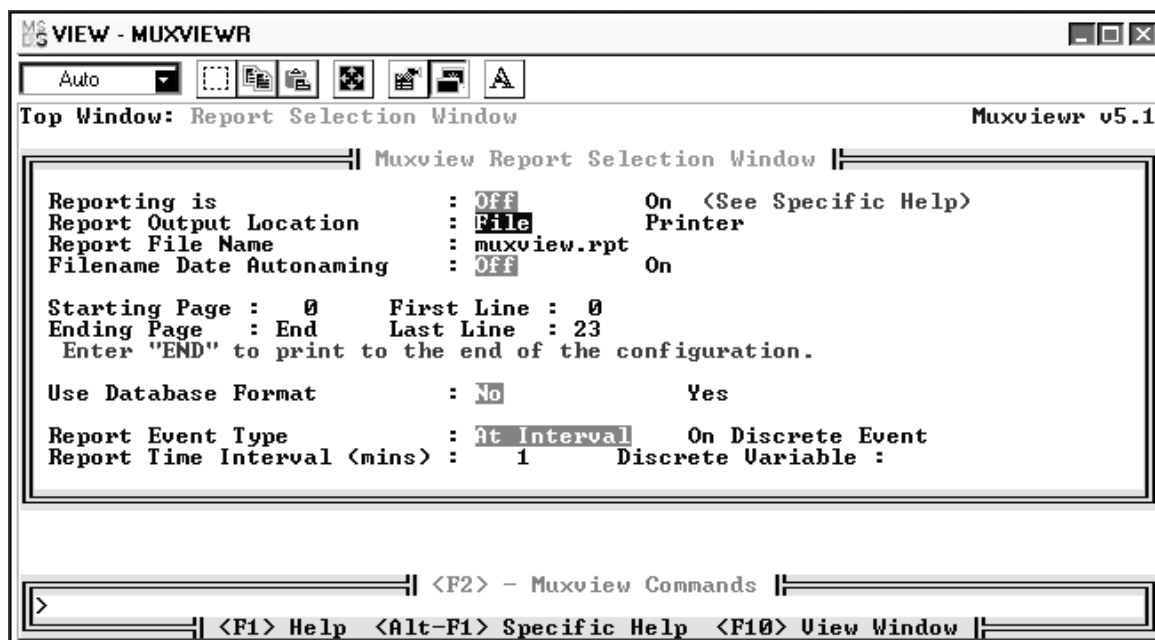 VIEW - MUXVIEWR
Auto
A
Top Window: Report Selection Window Muxviewr v5.1
Muxview Report Selection Window
Reporting is : Off On (See Specific Help)
Report Output Location : File Printer
Report File Name : muxview.rpt
Filename Date Autonaming : Off On
Starting Page : 0 First Line : 0
Ending Page : End Last Line : 23
Enter "END" to print to the end of the configuration.
Use Database Format : No Yes
Report Event Type : At Interval On Discrete Event
Report Time Interval (mins) : 1 Discrete Variable :
<F2> - Muxview Commands
>
<F1> Help <Alt-F1> Specific Help <F10> View Window